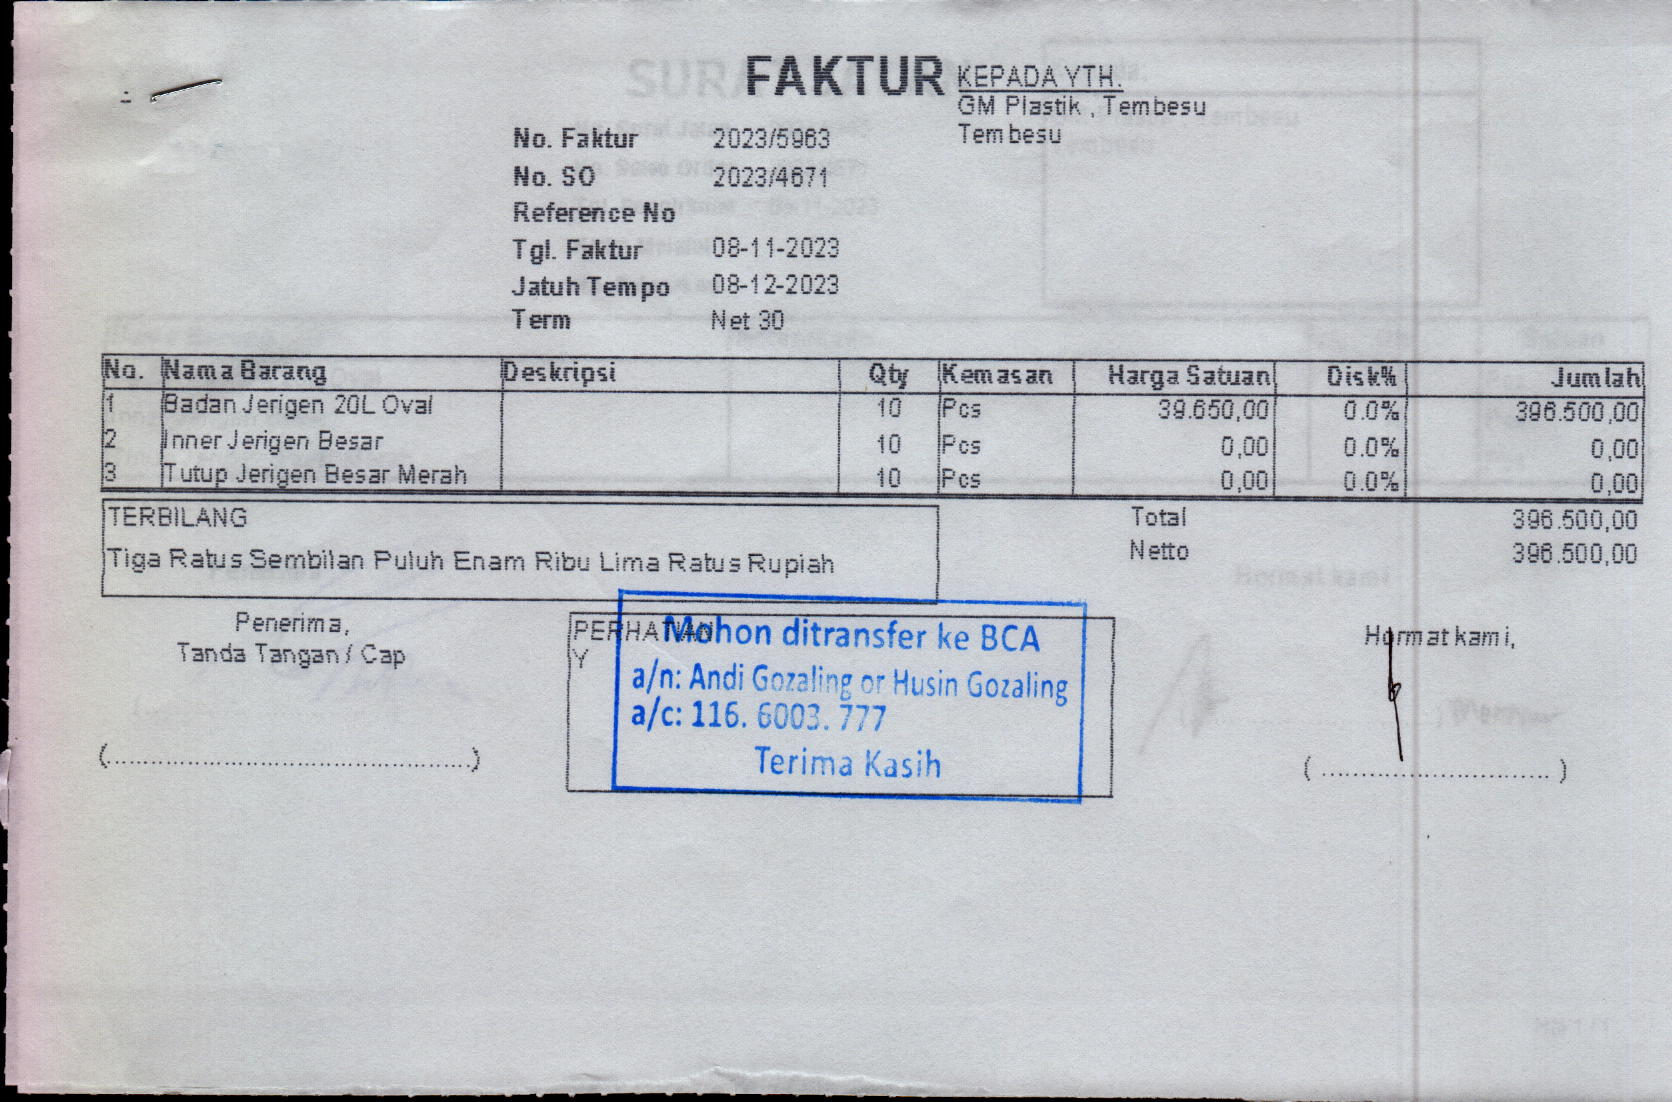 FAKTUR
KEPADA YTH.
GM Plastik , Tembesu
Tembesu
No. Faktur 2023/5963
No. SO 2023/4671
Reference No
Tgl. Faktur 08-11-2023
Jatuh Tempo 08-12-2023
Term Net 30
No. Nama Barang Deskripsi Qty Kemasan Harga Satuan Disk% Jumlah
1 Badan Jerigen 20L Oval 10 Pcs 39.650,00 0.0% 396.500,00
2 Inner Jerigen Besar 10 Pcs 0,00 0.0% 0,00
3 Tutup Jerigen Besar Merah 10 Pcs 0,00 0.0% 0,00
TERBILANG
Tiga Ratus Sembilan Puluh Enam Ribu Lima Ratus Rupiah
Total 396.500,00
Netto 396.500,00
Penerima,
Tanda Tangan / Cap
PERHATIAN
Y
Mohon ditransfer ke BCA
a/n: Andi Gozaling or Husin Gozaling
a/c: 116. 6003. 777
Terima Kasih
Hormat kami,